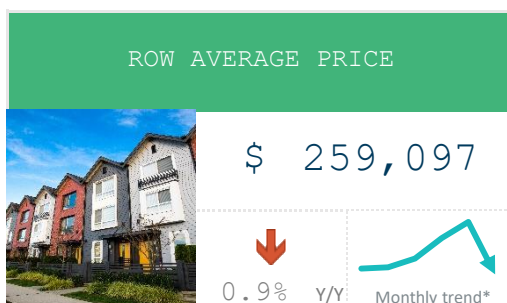 ROW AVERAGE PRICE
$ 259,097
0.9% Y/Y
Monthly trend*